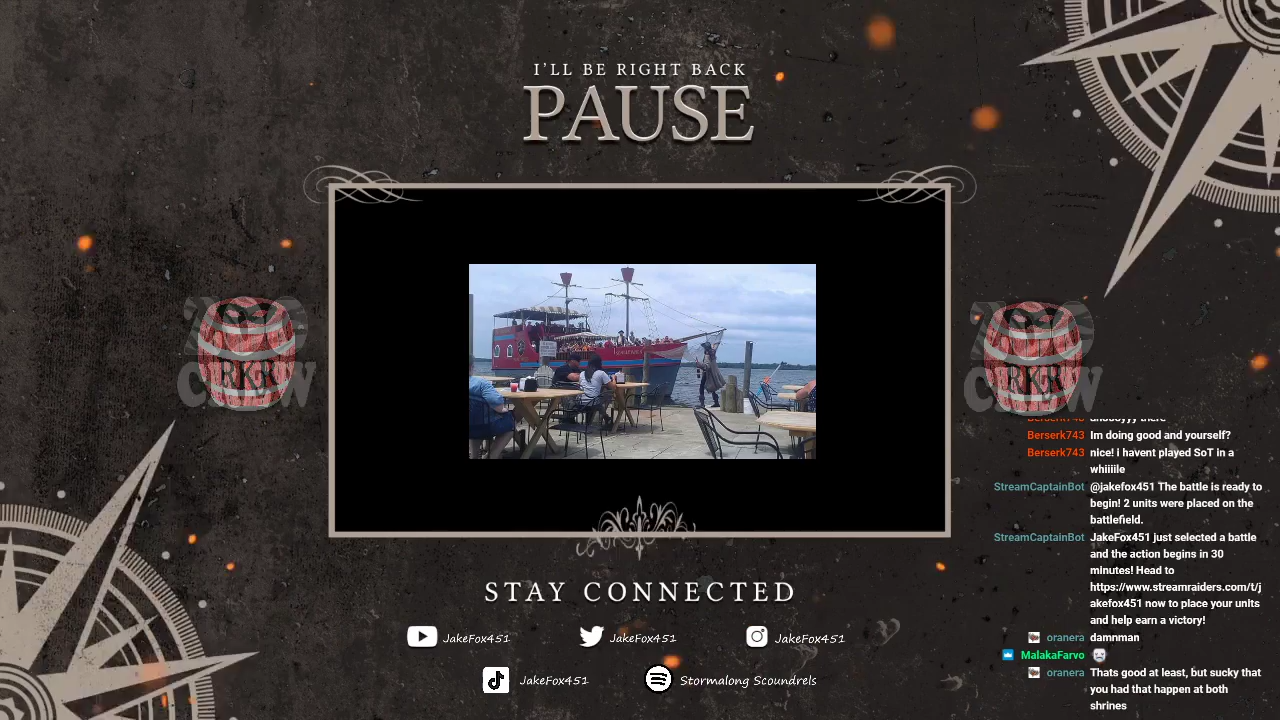 I'LL BE RIGHT BACK
PAUSE
RKR
RKR
Berserk743 Im doing good and yourself?
Berserk743 nice! i havent played SoT in a
whiiiile
StreamCaptainBot @jakefox451 The battle is ready to
begin! 2 units were placed on the
battlefield.
StreamCaptainBot JakeFox451 just selected a battle
and the action begins in 30
minutes! Head to
https://www.streamraiders.com/t/j
akefox451 now to place your units
and help earn a victory!
oranera damnman
MalakaFarvo
oranera Thats good at least, but sucky that
you had that happen at both
shrines
STAY CONNECTED
JakeFox451 JakeFox451 JakeFox451
JakeFox451 Stormalong Scoundrels